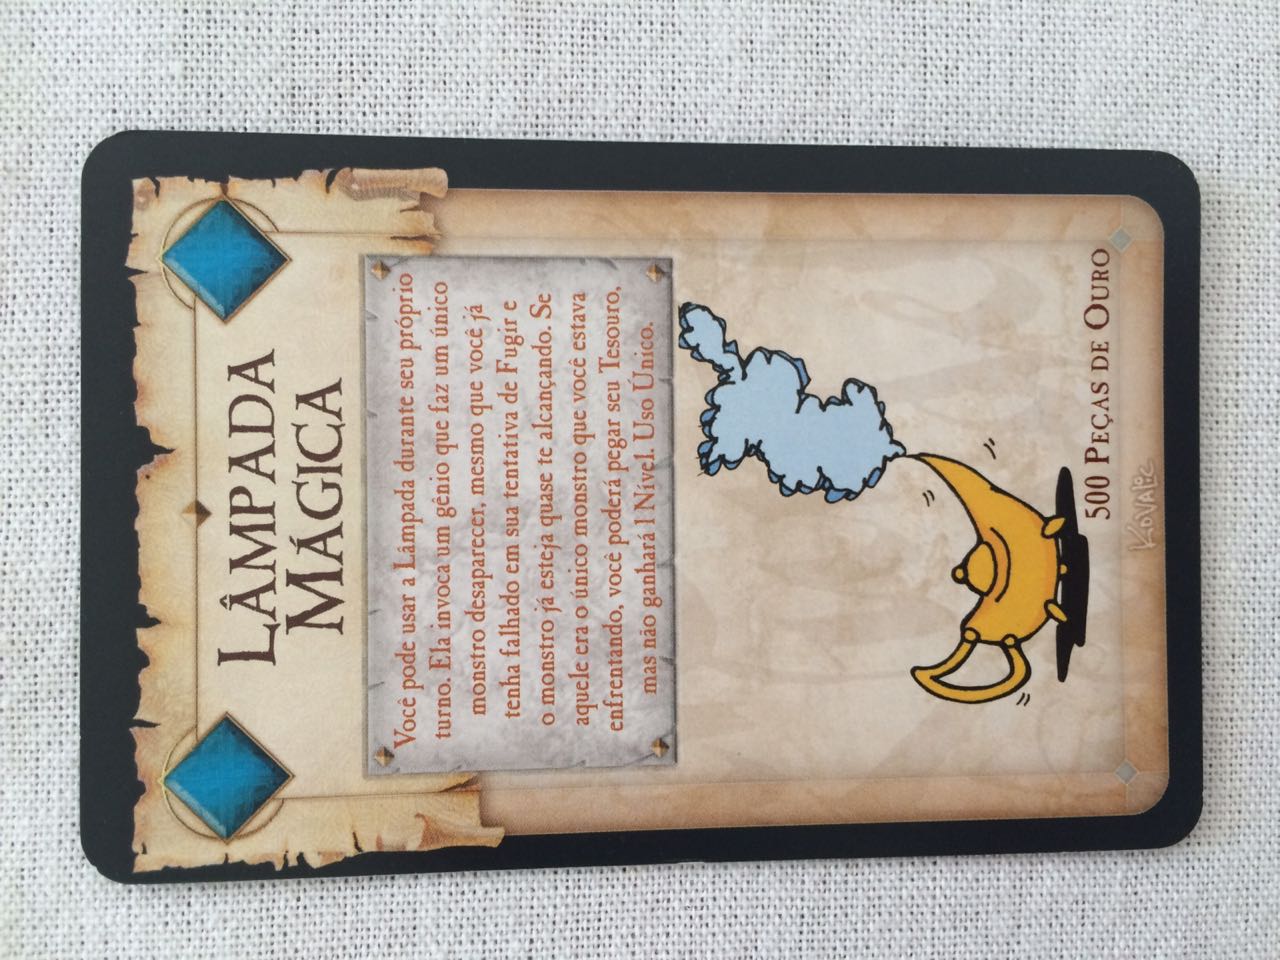 Lâmpada
Mágica
Você pode usar a Lâmpada durante seu próprio
turno. Ela invoca um gênio que faz um único
monstro desaparecer, mesmo que você já
tenha falhado em sua tentativa de Fugir e
o monstro já esteja quase te alcançando. Se
aquele era o único monstro que você estava
enfrentando, você poderá pegar seu Tesouro,
mas não ganhará 1 Nível. Uso Único.
500 Peças de Ouro
Kovalic